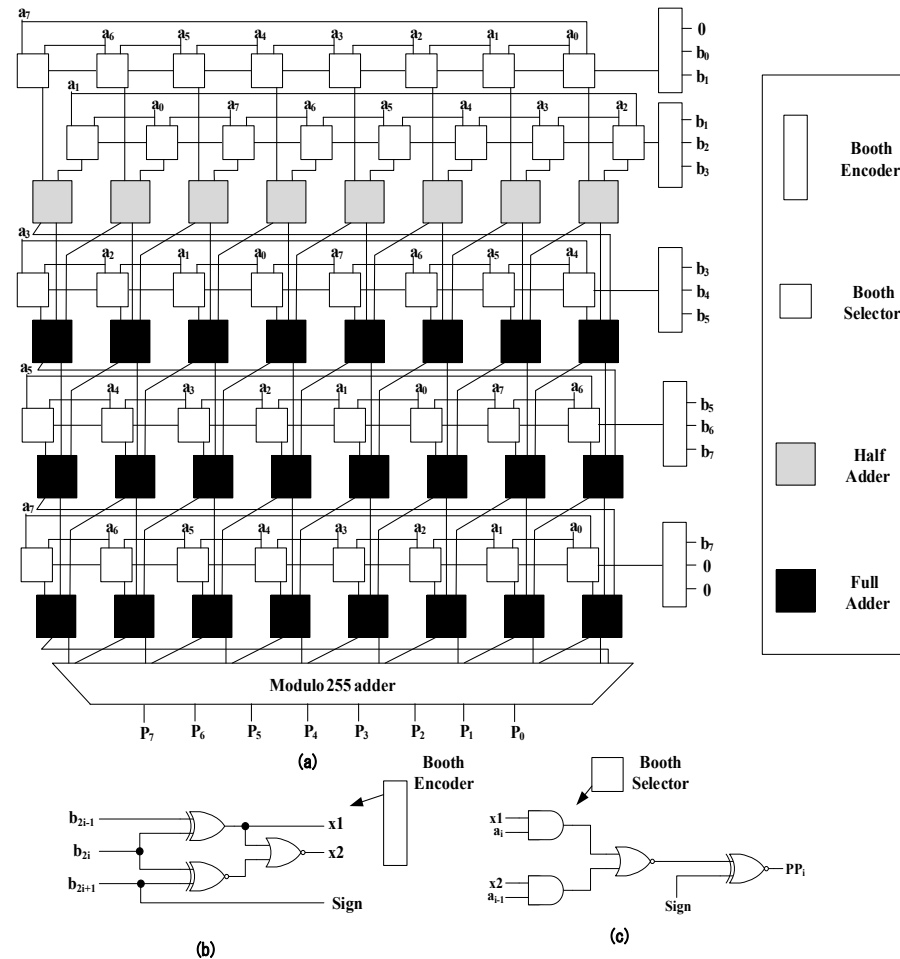 a₇
a₆ a₅ a₄ a₃ a₂ a₁ a₀
0
b₀
b₁
a₁
a₀ a₇ a₆ a₅ a₄ a₃ a₂
b₁
b₂
b₃
a₃
a₂ a₁ a₀ a₇ a₆ a₅ a₄
b₃
b₄
b₅
a₅
a₄ a₃ a₂ a₁ a₀ a₇ a₆
b₅
b₆
b₇
a₇
a₆ a₅ a₄ a₃ a₂ a₁ a₀
b₇
0
0
Modulo 255 adder
P₇ P₆ P₅ P₄ P₃ P₂ P₁ P₀
(a)
Booth
Encoder
Booth
Selector
Half
Adder
Full
Adder
Booth
Encoder
b₂ᵢ₋₁
b₂ᵢ
b₂ᵢ₊₁
x1
x2
Sign
(b)
Booth
Selector
x1
aᵢ
x2
aᵢ₋₁
Sign
PPᵢ
(c)